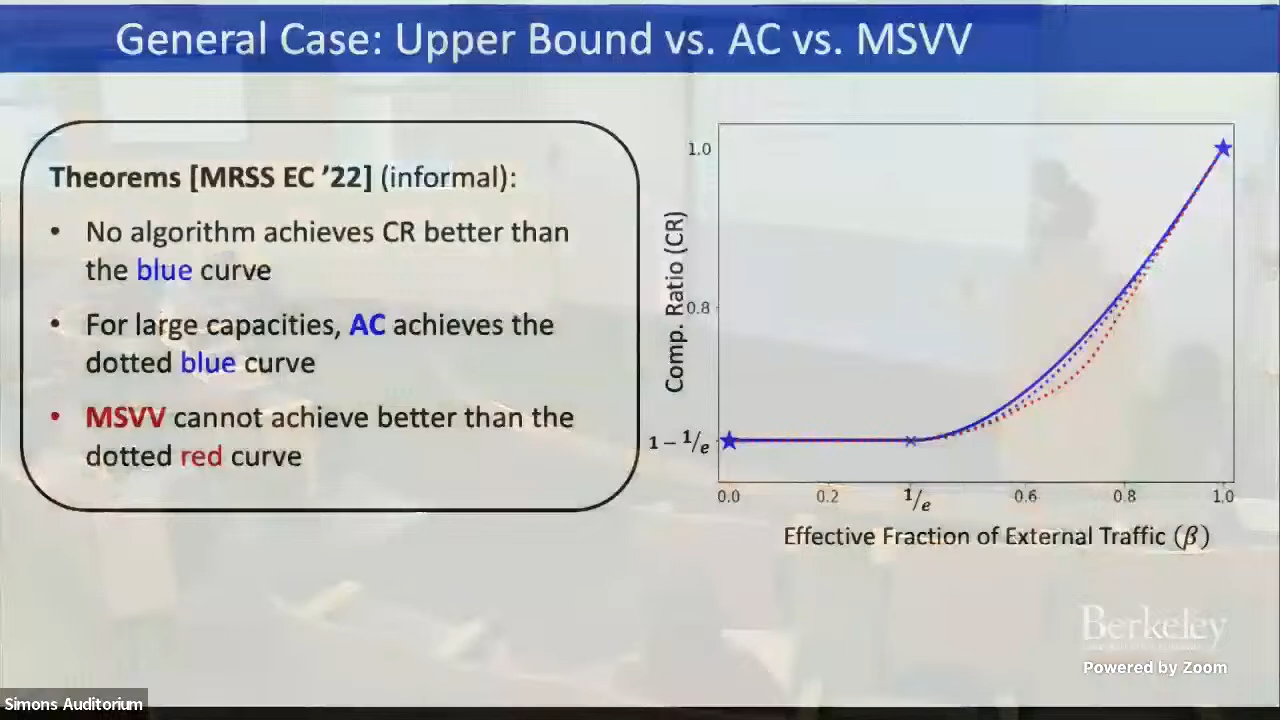 General Case: Upper Bound vs. AC vs. MSVV
Theorems [MRSS EC ’22] (informal):
• No algorithm achieves CR better than
the blue curve
• For large capacities, AC achieves the
dotted blue curve
• MSVV cannot achieve better than the
dotted red curve
Comp. Ratio (CR)
1.0
0.8
1 − 1/e
0.0 0.2 1/e 0.6 0.8 1.0
Effective Fraction of External Traffic (β)
Berkeley
Powered by Zoom
Simons Auditorium